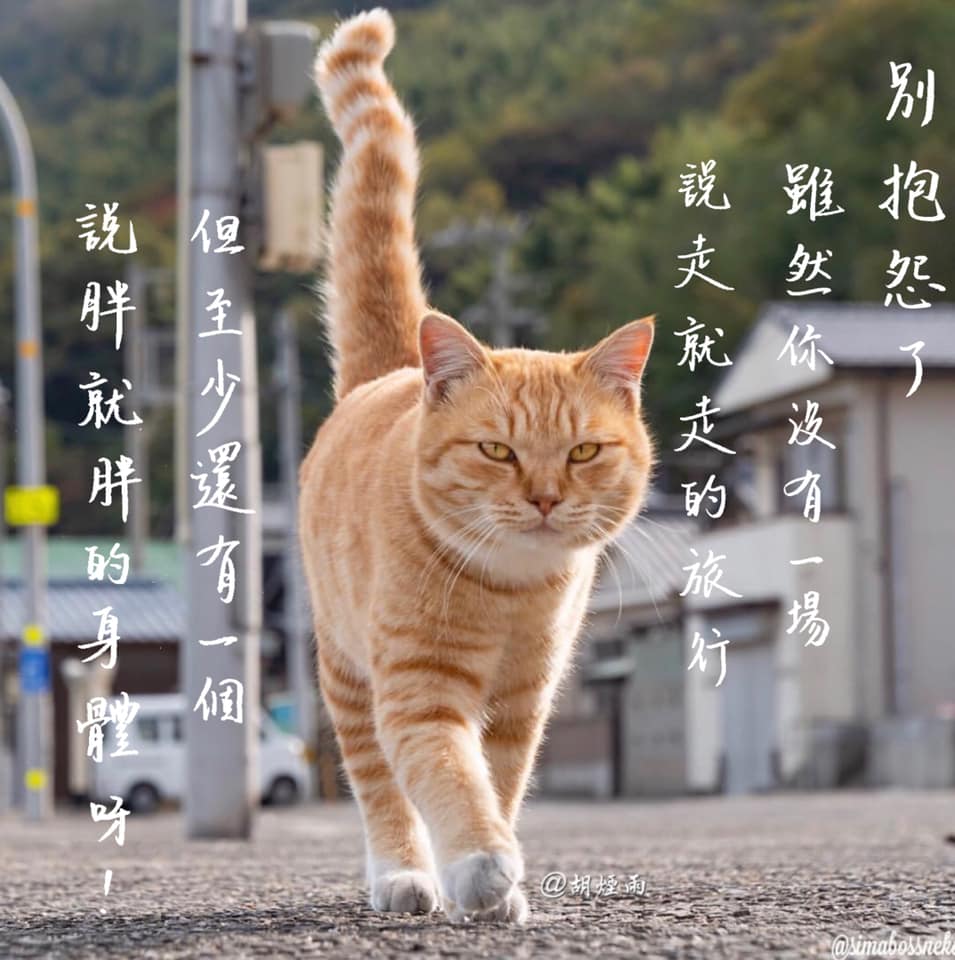 別抱怨了
雖然你沒有一場
說走就走的旅行
但至少還有一個
說胖就胖的身體呀！
@胡煙雨
@simabossneko